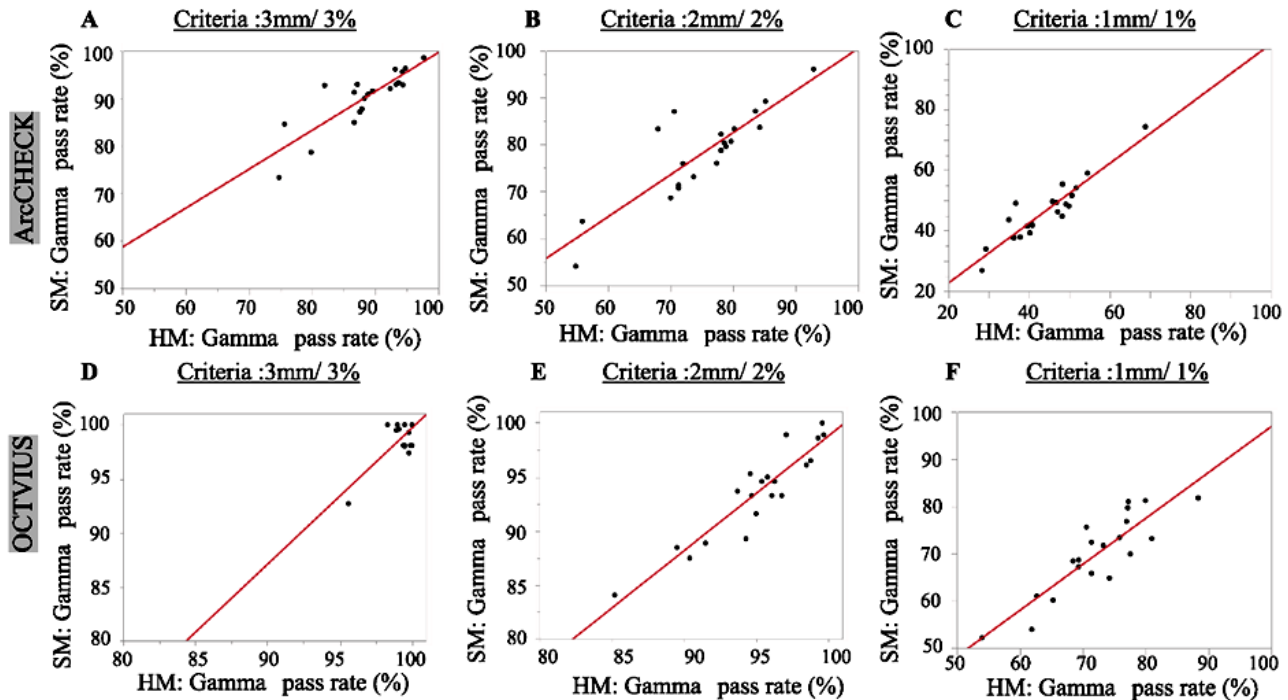 A Criteria :3mm/ 3% B Criteria :2mm/ 2% C Criteria :1mm/ 1%
ArcCHECK
SM: Gamma pass rate (%)
100
90
80
70
60
50
50 60 70 80 90 100
HM: Gamma pass rate (%)
SM: Gamma pass rate (%)
100
90
80
70
60
50
50 60 70 80 90 100
HM: Gamma pass rate (%)
SM: Gamma pass rate (%)
100
80
60
40
20
20 40 60 80 100
HM: Gamma pass rate (%)
D Criteria :3mm/ 3% E Criteria :2mm/ 2% F Criteria :1mm/ 1%
OCTVIUS
SM: Gamma pass rate (%)
100
95
90
85
80
80 85 90 95 100
HM: Gamma pass rate (%)
SM: Gamma pass rate (%)
100
95
90
85
80
80 85 90 95 100
HM: Gamma pass rate (%)
SM: Gamma pass rate (%)
100
90
80
70
60
50
50 60 70 80 90 100
HM: Gamma pass rate (%)